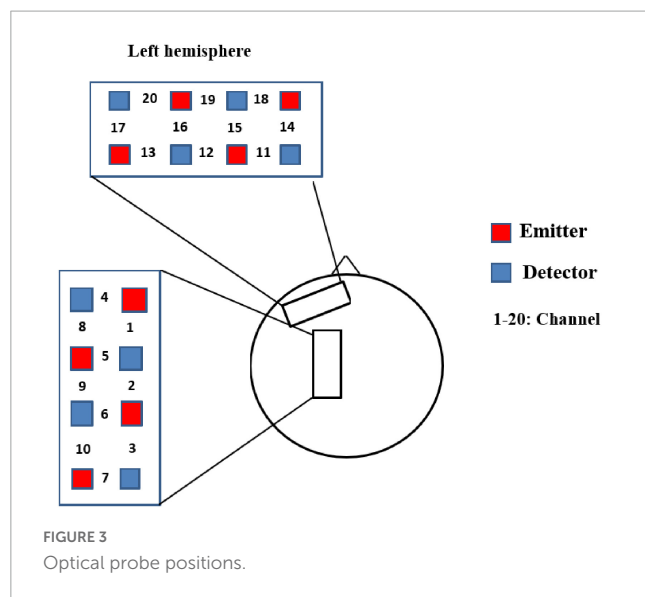 Left hemisphere
20 19 18
17 16 15 14
13 12 11
Emitter
Detector
1-20: Channel
4
8 1
5
9 2
6
10 3
7
FIGURE 3
Optical probe positions.